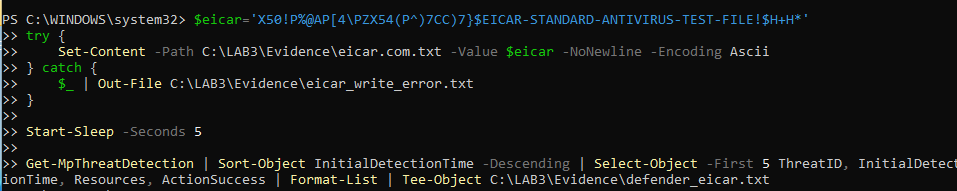 PS C:\WINDOWS\system32> $eicar='X50!P%@AP[4\PZX54(P^)7CC)7}$EICAR-STANDARD-ANTIVIRUS-TEST-FILE!$H+H*'
>> try {
>>     Set-Content -Path C:\LAB3\Evidence\eicar.com.txt -Value $eicar -NoNewline -Encoding Ascii
>> } catch {
>>     $_ | Out-File C:\LAB3\Evidence\eicar_write_error.txt
>> }
>>
>> Start-Sleep -Seconds 5
>>
>> Get-MpThreatDetection | Sort-Object InitialDetectionTime -Descending | Select-Object -First 5 ThreatID, InitialDetect
ionTime, Resources, ActionSuccess | Format-List | Tee-Object C:\LAB3\Evidence\defender_eicar.txt